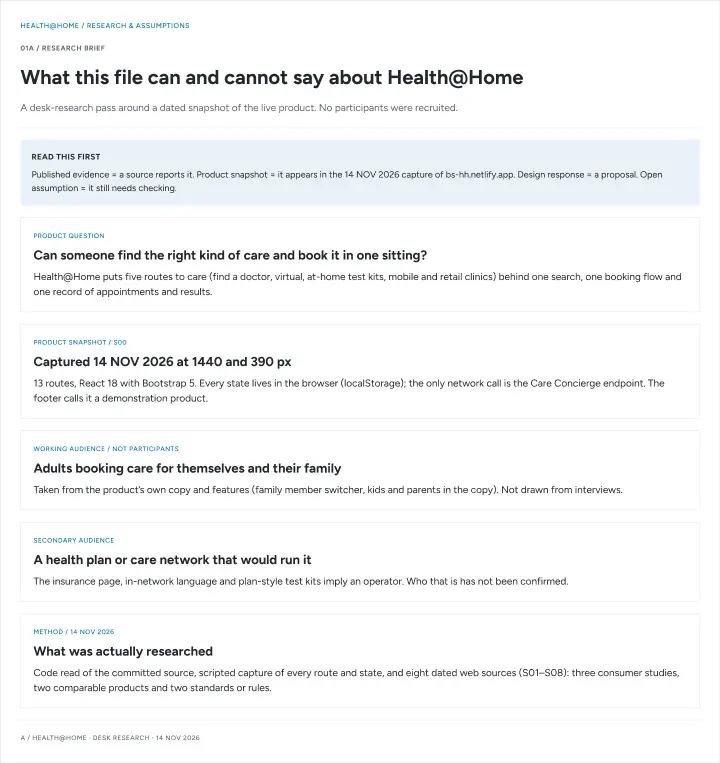 HEALTH@HOME / RESEARCH & ASSUMPTIONS
01A / RESEARCH BRIEF
What this file can and cannot say about Health@Home
A desk-research pass around a dated snapshot of the live product. No participants were recruited.
READ THIS FIRST
Published evidence = a source reports it. Product snapshot = it appears in the 14 NOV 2026 capture of bs-hh.netlify.app. Design response = a proposal. Open
assumption = it still needs checking.
PRODUCT QUESTION
Can someone find the right kind of care and book it in one sitting?
Health@Home puts five routes to care (find a doctor, virtual, at-home test kits, mobile and retail clinics) behind one search, one booking flow and
one record of appointments and results.
PRODUCT SNAPSHOT / S00
Captured 14 NOV 2026 at 1440 and 390 px
13 routes, React 18 with Bootstrap 5. Every state lives in the browser (localStorage); the only network call is the Care Concierge endpoint. The
footer calls it a demonstration product.
WORKING AUDIENCE / NOT PARTICIPANTS
Adults booking care for themselves and their family
Taken from the product's own copy and features (family member switcher, kids and parents in the copy). Not drawn from interviews.
SECONDARY AUDIENCE
A health plan or care network that would run it
The insurance page, in-network language and plan-style test kits imply an operator. Who that is has not been confirmed.
METHOD / 14 NOV 2026
What was actually researched
Code read of the committed source, scripted capture of every route and state, and eight dated web sources (S01–S08): three consumer studies,
two comparable products and two standards or rules.
A / HEALTH@HOME · DESK RESEARCH · 14 NOV 2026